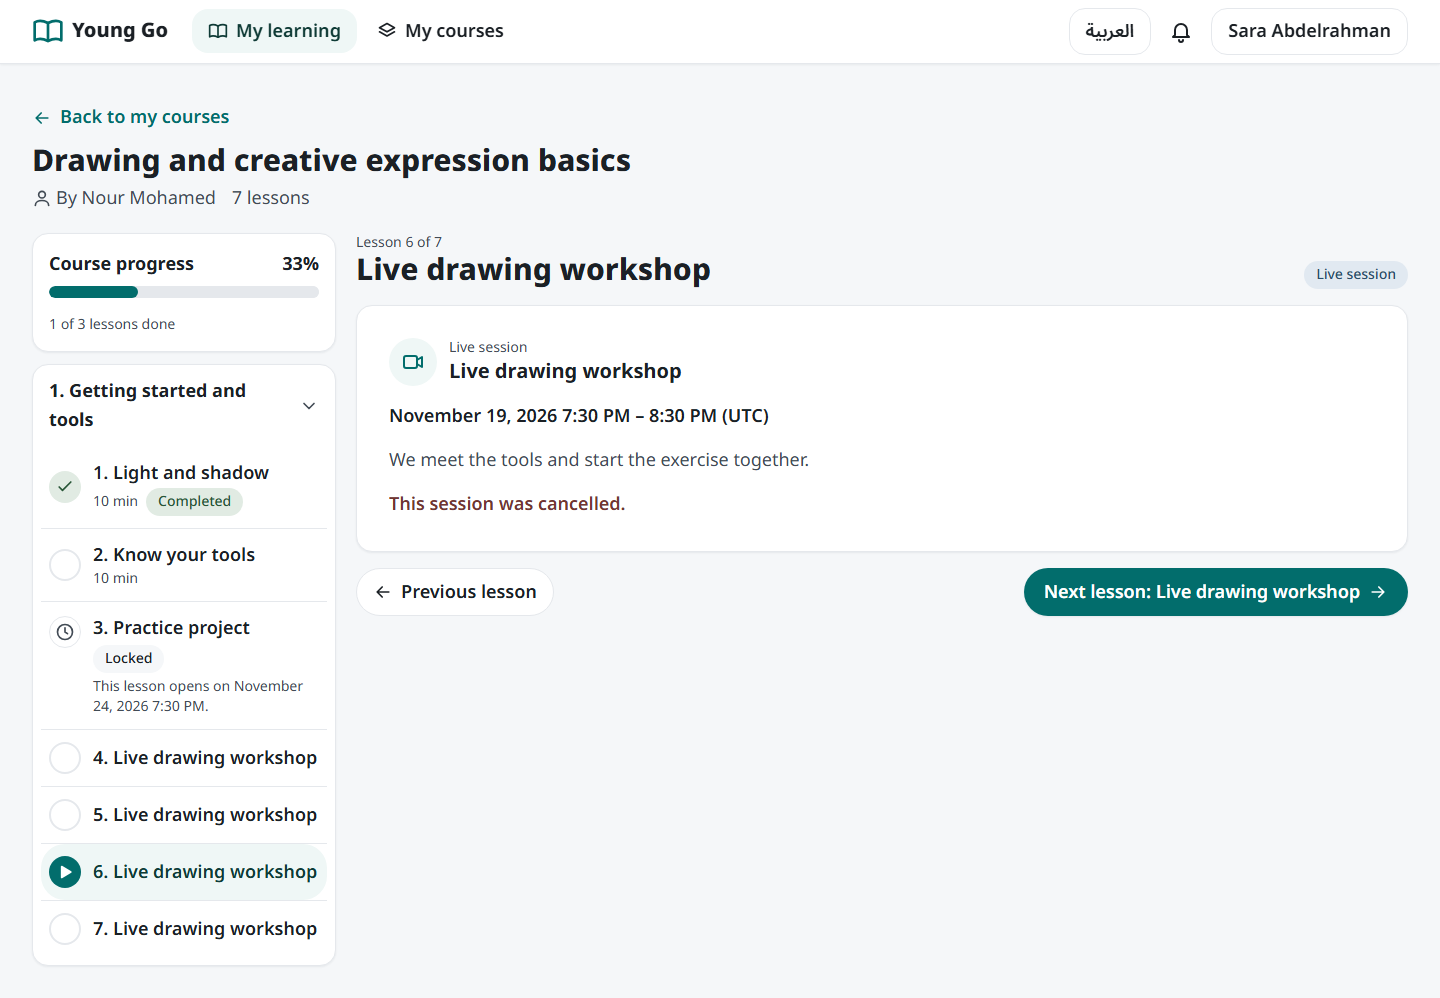 Young Go
My learning
My courses
العربية
Sara Abdelrahman
Back to my courses
Drawing and creative expression basics
By Nour Mohamed 7 lessons
Course progress 33%
1 of 3 lessons done
1. Getting started and
tools
1. Light and shadow
10 min Completed
2. Know your tools
10 min
3. Practice project
Locked
This lesson opens on November
24, 2026 7:30 PM.
4. Live drawing workshop
5. Live drawing workshop
6. Live drawing workshop
7. Live drawing workshop
Lesson 6 of 7
Live drawing workshop
Live session
Live session
Live drawing workshop
November 19, 2026 7:30 PM – 8:30 PM (UTC)
We meet the tools and start the exercise together.
This session was cancelled.
Previous lesson
Next lesson: Live drawing workshop